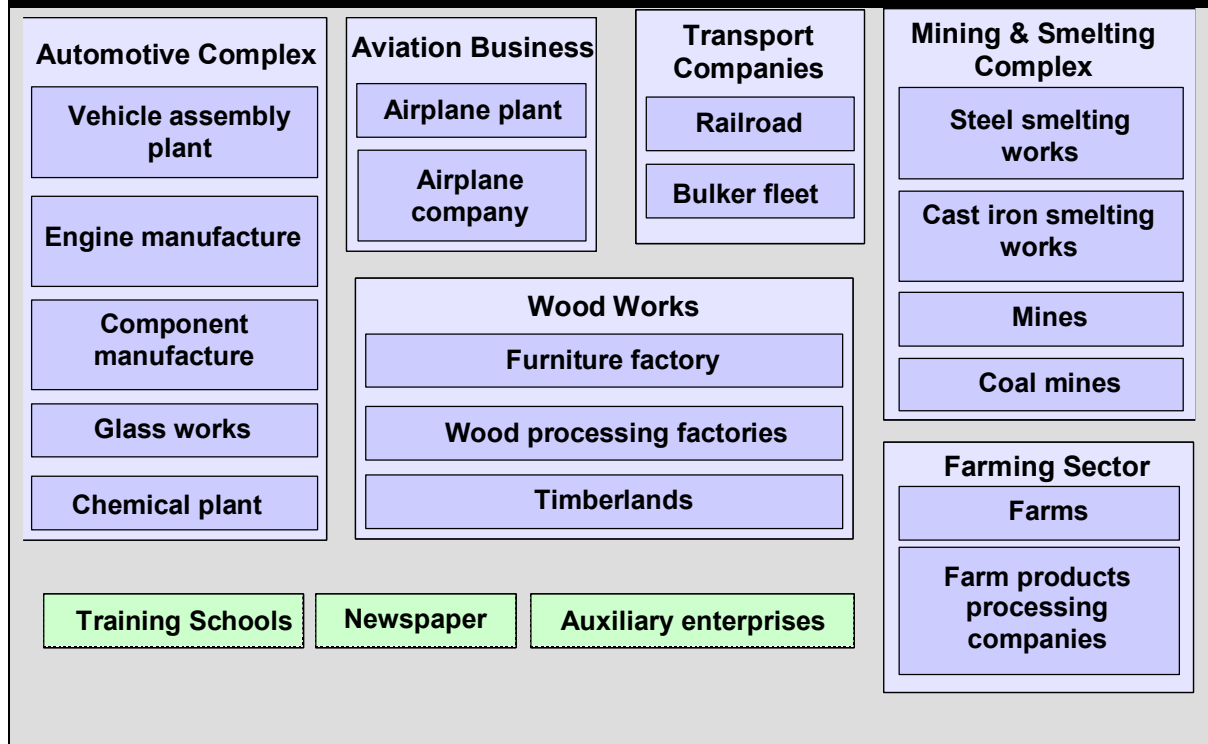 Automotive Complex
Vehicle assembly
plant
Engine manufacture
Component
manufacture
Glass works
Chemical plant
Aviation Business
Airplane plant
Airplane
company
Transport
Companies
Railroad
Bulker fleet
Mining & Smelting
Complex
Steel smelting
works
Cast iron smelting
works
Mines
Coal mines
Wood Works
Furniture factory
Wood processing factories
Timberlands
Farming Sector
Farms
Farm products
processing
companies
Training Schools
Newspaper
Auxiliary enterprises